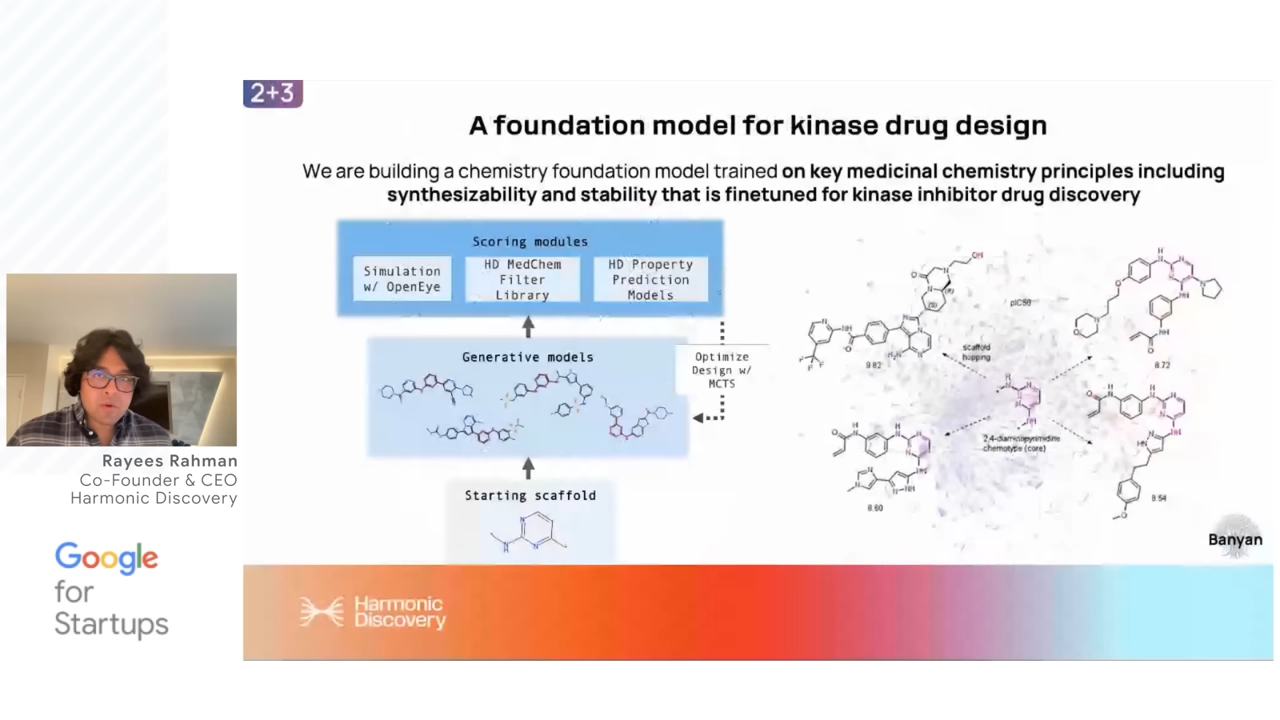 2+3
A foundation model for kinase drug design
We are building a chemistry foundation model trained on key medicinal chemistry principles including
synthesizability and stability that is finetuned for kinase inhibitor drug discovery
Scoring modules
Simulation
w/ OpenEye
HD MedChem
Filter
Library
HD Property
Prediction
Models
Generative models
Optimize
Design w/
MCTS
Starting scaffold
pIC50
scaffold
hopping
9.82
8.72
2,4-diaminopyrimidine
chemotype (core)
8.60
8.54
Banyan
Harmonic
Discovery
Rayees Rahman
Co-Founder & CEO
Harmonic Discovery
Google
for
Startups